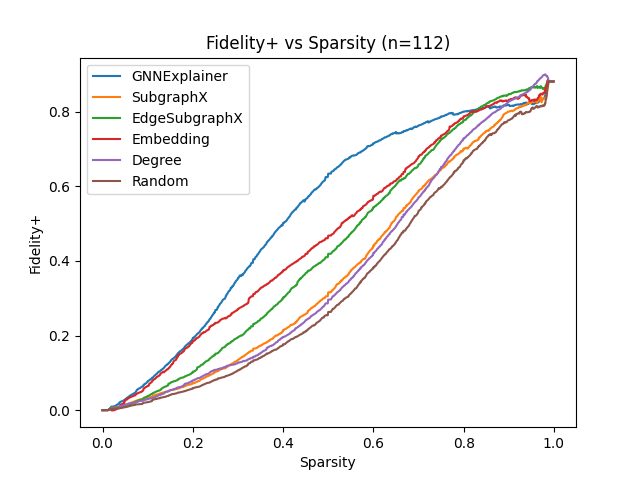 Fidelity+ vs Sparsity (n=112)
GNNExplainer
SubgraphX
EdgeSubgraphX
Embedding
Degree
Random
Fidelity+
0.8
0.6
0.4
0.2
0.0
0.0 0.2 0.4 0.6 0.8 1.0
Sparsity